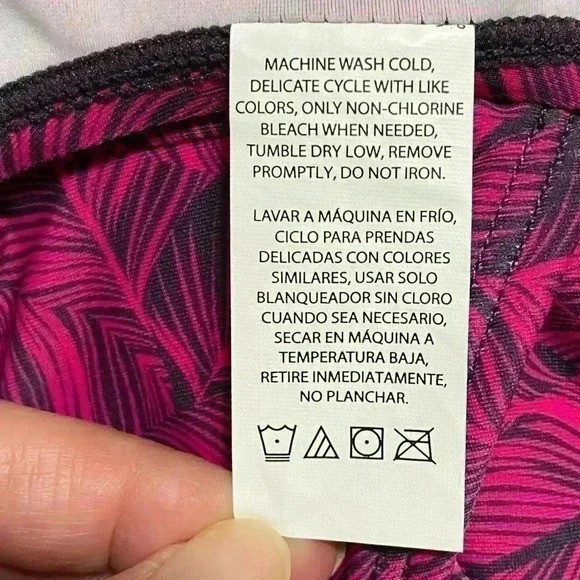 MACHINE WASH COLD,
DELICATE CYCLE WITH LIKE
COLORS, ONLY NON-CHLORINE
BLEACH WHEN NEEDED,
TUMBLE DRY LOW, REMOVE
PROMPTLY, DO NOT IRON.
LAVAR A MÁQUINA EN FRÍO,
CICLO PARA PRENDAS
DELICADAS CON COLORES
SIMILARES, USAR SOLO
BLANQUEADOR SIN CLORO
CUANDO SEA NECESARIO,
SECAR EN MÁQUINA A
TEMPERATURA BAJA,
RETIRE INMEDIATAMENTE,
NO PLANCHAR.